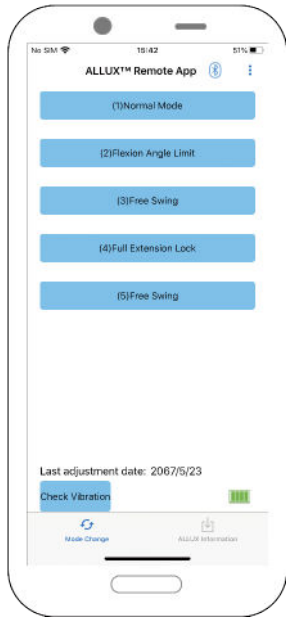 No SIM 15:42 51%
ALLUX™ Remote App
(1)Normal Mode
(2)Flexion Angle Limit
(3)Free Swing
(4)Full Extension Lock
(5)Free Swing
Last adjustment date: 2067/5/23
Check Vibration
Mode Change ALLUX Information